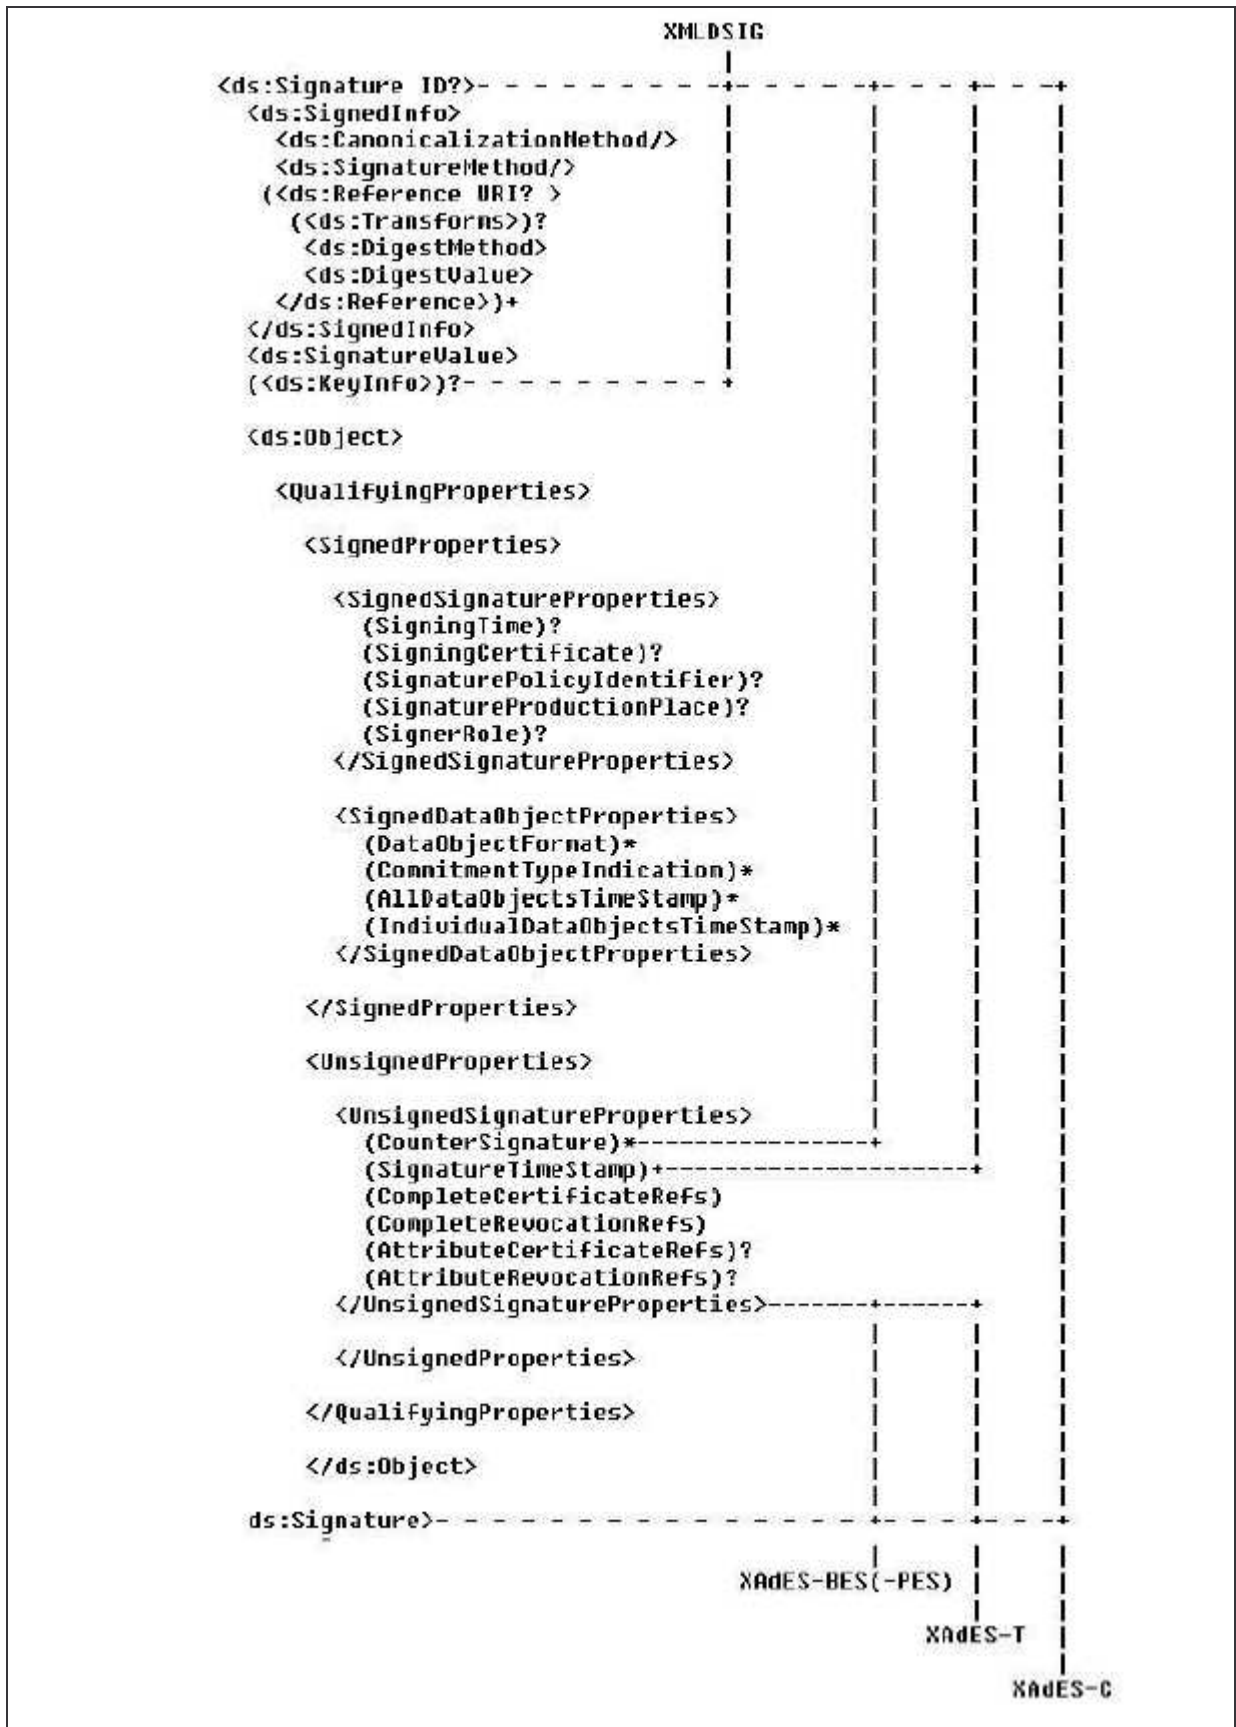 XMLDSIG
|
<ds:Signature ID?>- - - - - - - - -+- - - - -+- - - +- - -+
<ds:SignedInfo>
<ds:CanonicalizationMethod/>
<ds:SignatureMethod/>
(<ds:Reference URI? >
(<ds:Transforms>)?
<ds:DigestMethod>
<ds:DigestValue>
</ds:Reference>)+
</ds:SignedInfo>
<ds:SignatureValue>
(<ds:KeyInfo>)?- - - - - - - - - - +
<ds:Object>
<QualifyingProperties>
<SignedProperties>
<SignedSignatureProperties>
(SigningTime)?
(SigningCertificate)?
(SignaturePolicyIdentifier)?
(SignatureProductionPlace)?
(SignerRole)?
</SignedSignatureProperties>
<SignedDataObjectProperties>
(DataObjectFormat)*
(CommitmentTypeIndication)*
(AllDataObjectsTimeStamp)*
(IndividualDataObjectsTimeStamp)*
</SignedDataObjectProperties>
</SignedProperties>
<UnsignedProperties>
<UnsignedSignatureProperties>
(CounterSignature)*----------------+
(SignatureTimeStamp)+---------------------+
(CompleteCertificateRefs)
(CompleteRevocationRefs)
(AttributeCertificateRefs)?
(AttributeRevocationRefs)?
</UnsignedSignatureProperties>-------+------+
</UnsignedProperties>
</QualifyingProperties>
</ds:Object>
ds:Signature>- - - - - - - - - - - - - - - -+- - - +- - -+
XAdES-BES(-PES)
XAdES-T
XAdES-C